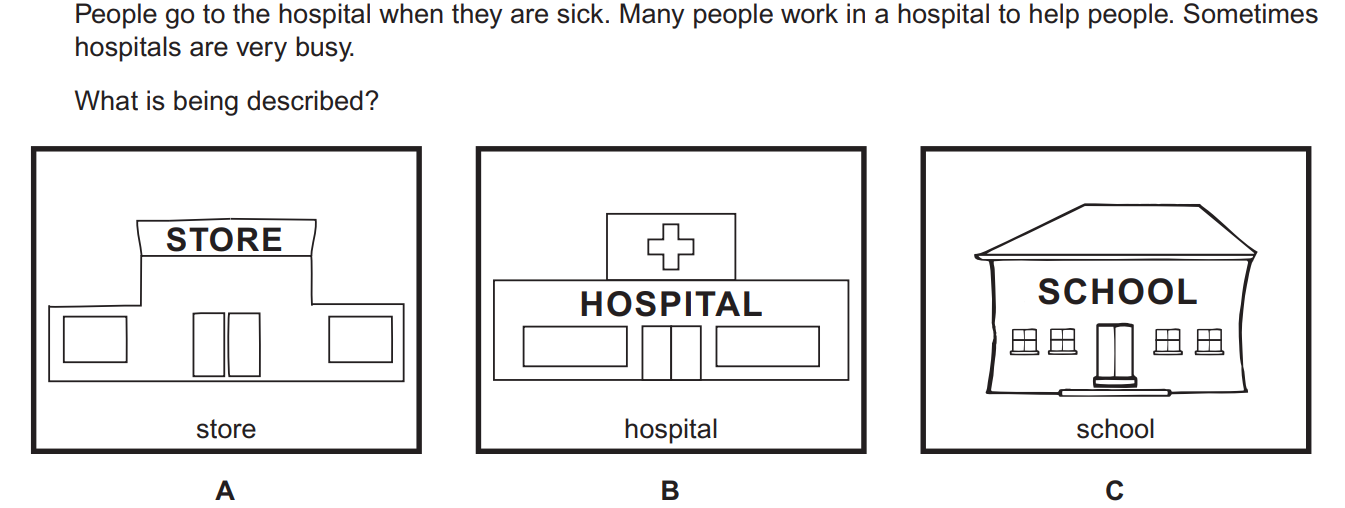 People go to the hospital when they are sick. Many people work in a hospital to help people. Sometimes
hospitals are very busy.
What is being described?
STORE
store
A
HOSPITAL
hospital
B
SCHOOL
school
C